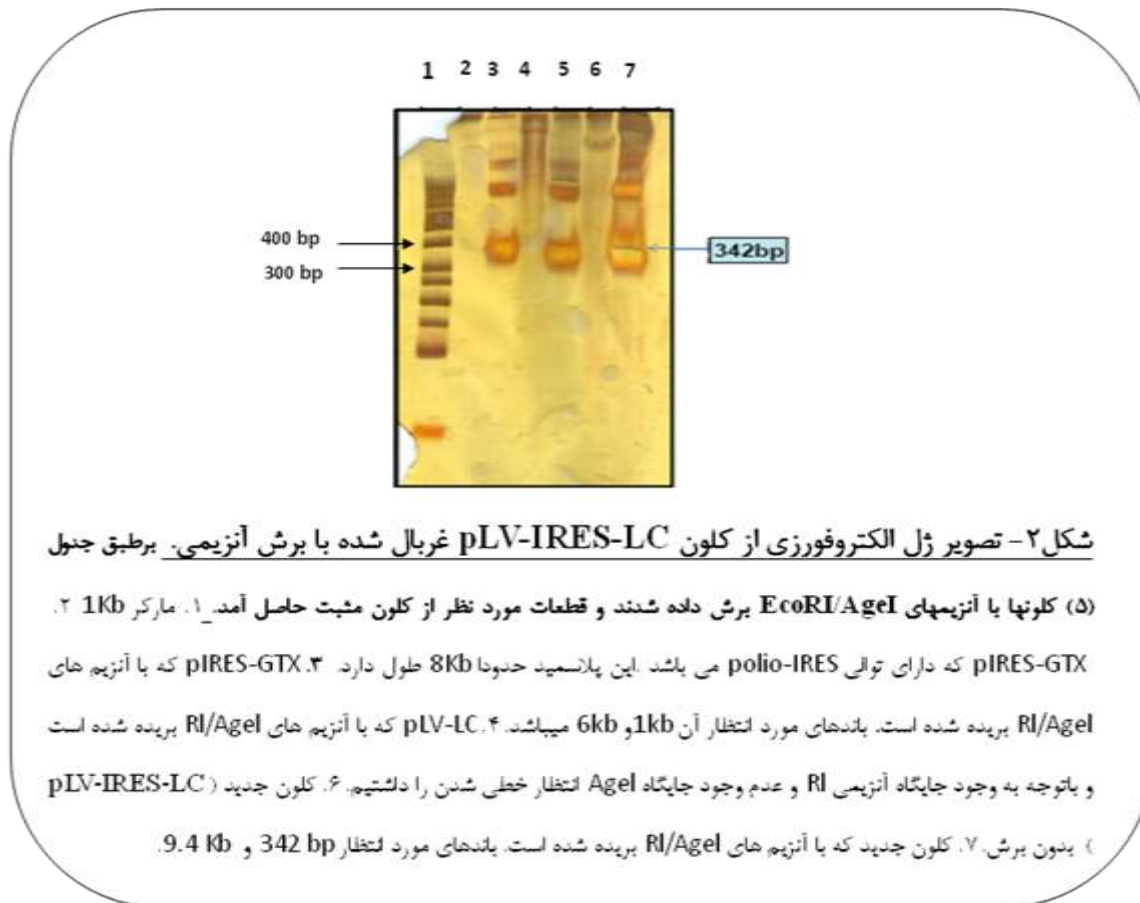 1 2 3 4 5 6 7
400 bp
300 bp
342bp
شکل۲- تصویر ژل الکتروفورزی از کلون pLV-IRES-LC غربال شده با برش آنزیمی. برطبق جدول
(۵) کلونها با آنزیمهای EcoRI/AgeI برش داده شدند و قطعات مورد نظر از کلون مثبت حاصل آمد. ۱. مارکر 1Kb ۲.
pIRES-GTX که دارای توالی polio-IRES می باشد .این پلاسمید حدودا 8Kb طول دارد. ۳. pIRES-GTX که با آنزیم های
RI/AgeI بریده شده است. باندهای مورد انتظار آن 1kb و 6kb میباشد. ۴. pLV-LC که با آنزیم های RI/AgeI بریده شده است
و باتوجه به وجود جایگاه آنزیمی RI و عدم وجود جایگاه AgeI انتظار خطی شدن را داشتیم. ۶. کلون جدید (pLV-IRES-LC
) بدون برش. ۷. کلون جدید که با آنزیم های RI/AgeI بریده شده است. باندهای مورد انتظار 342 bp و 9.4 Kb.